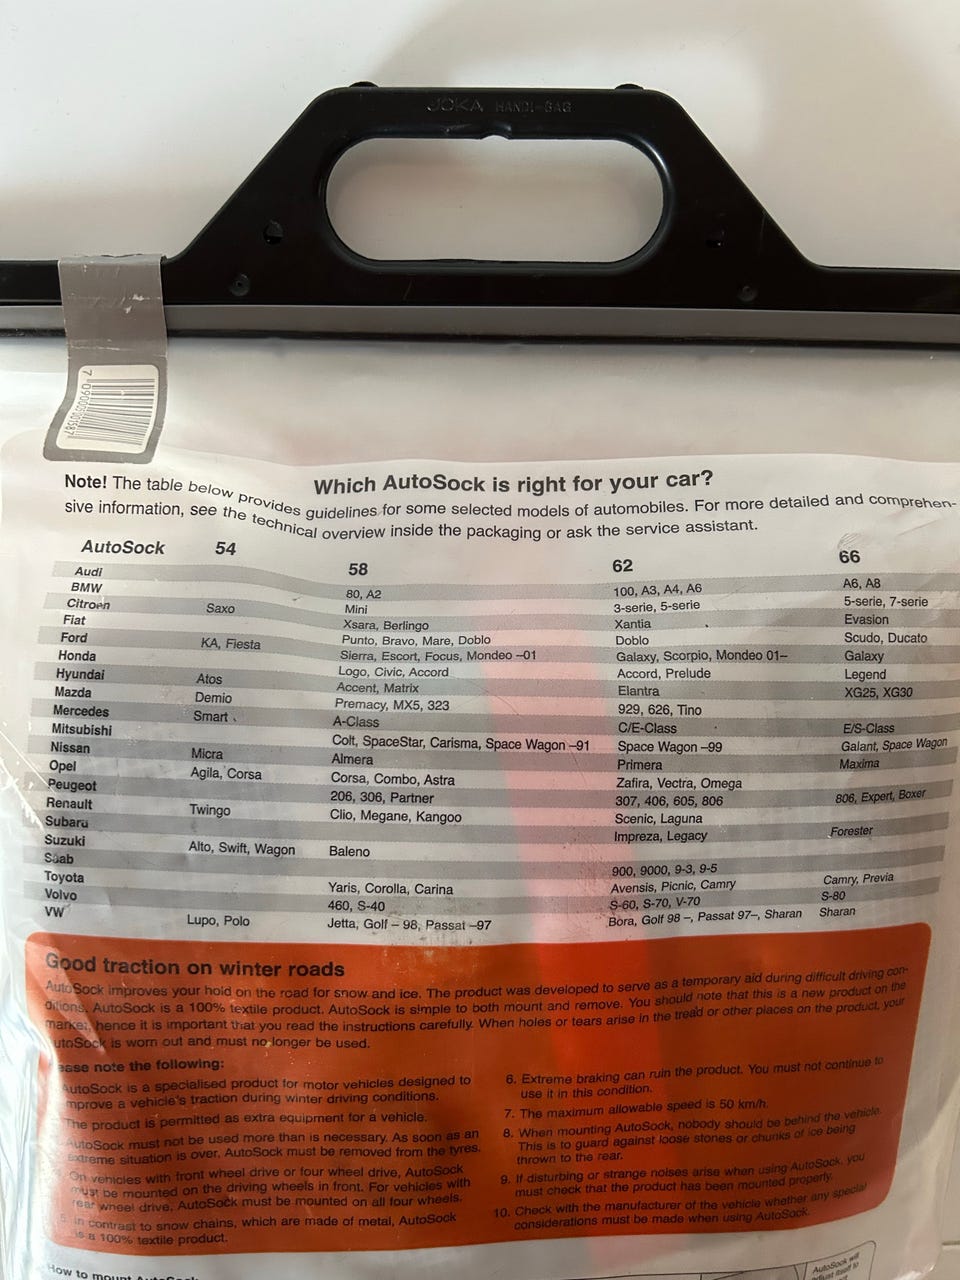 JOKA HANDI-BAG
Which AutoSock is right for your car?
Note! The table below provides guidelines for some selected models of automobiles. For more detailed and comprehen-
sive information, see the technical overview inside the packaging or ask the service assistant.
AutoSock 54 58 62 66
Audi 80, A2 100, A3, A4, A6 A6, A8
BMW Mini 3-serie, 5-serie 5-serie, 7-serie
Citroen Saxo Xsara, Berlingo Xantia Evasion
Fiat Punto, Bravo, Mare, Doblo Doblo Scudo, Ducato
Ford KA, Fiesta Sierra, Escort, Focus, Mondeo –01 Galaxy, Scorpio, Mondeo 01– Galaxy
Honda Logo, Civic, Accord Accord, Prelude Legend
Hyundai Atos Accent, Matrix Elantra XG25, XG30
Mazda Demio Premacy, MX5, 323 929, 626, Tino
Mercedes Smart A-Class C/E-Class E/S-Class
Mitsubishi Colt, SpaceStar, Carisma, Space Wagon –91 Space Wagon –99 Galant, Space Wagon
Nissan Micra Almera Primera Maxima
Opel Agila, Corsa Corsa, Combo, Astra Zafira, Vectra, Omega
Peugeot 206, 306, Partner 307, 406, 605, 806 806, Expert, Boxer
Renault Twingo Clio, Megane, Kangoo Scenic, Laguna
Subaru Impreza, Legacy Forester
Suzuki Alto, Swift, Wagon Baleno
Saab 900, 9000, 9-3, 9-5
Toyota Yaris, Corolla, Carina Avensis, Picnic, Camry Camry, Previa
Volvo 460, S-40 S-60, S-70, V-70 S-80
VW Lupo, Polo Jetta, Golf – 98, Passat –97 Bora, Golf 98 –, Passat 97–, Sharan Sharan
Good traction on winter roads
AutoSock improves your hold on the road for snow and ice. The product was developed to serve as a temporary aid during difficult driving con-
ditions. AutoSock is a 100% textile product. AutoSock is simple to both mount and remove. You should note that this is a new product on the
market, hence it is important that you read the instructions carefully. When holes or tears arise in the tread or other places on the product, your
utoSock is worn out and must no longer be used.
ease note the following:
AutoSock is a specialised product for motor vehicles designed to
improve a vehicle's traction during winter driving conditions.
The product is permitted as extra equipment for a vehicle.
AutoSock must not be used more than is necessary. As soon as an
extreme situation is over, AutoSock must be removed from the tyres.
On vehicles with front wheel drive or four wheel drive, AutoSock
must be mounted on the driving wheels in front. For vehicles with
rear wheel drive. AutoSock must be mounted on all four wheels.
5. In contrast to snow chains, which are made of metal, AutoSock
is a 100% textile product.
6. Extreme braking can ruin the product. You must not continue to
use it in this condition.
7. The maximum allowable speed is 50 km/h.
8. When mounting AutoSock, nobody should be behind the vehicle.
This is to guard against loose stones or chunks of ice being
thrown to the rear.
9. If disturbing or strange noises arise when using AutoSock, you
must check that the product has been mounted properly.
10. Check with the manufacturer of the vehicle whether any special
considerations must be made when using AutoSock.
How to mount AutoSock
AutoSock will
adjust itself to